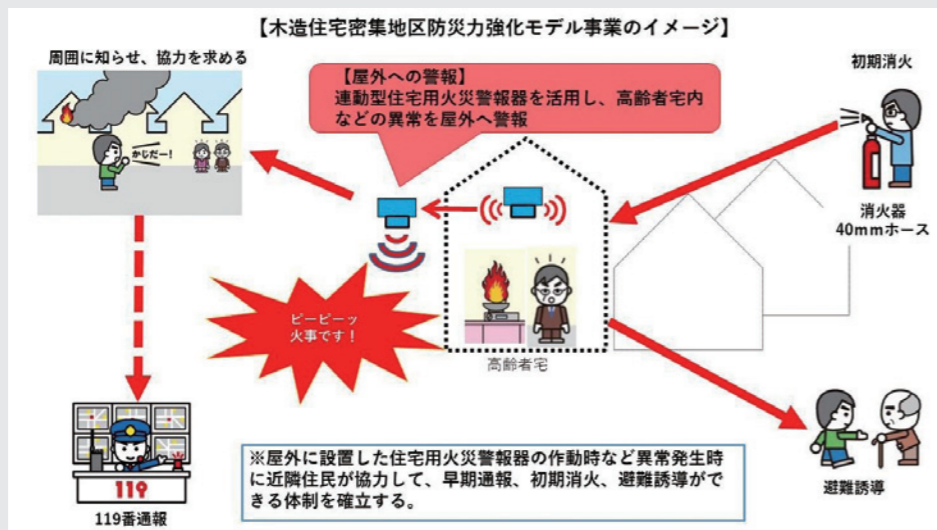 【木造住宅密集地区防災力強化モデル事業のイメージ】
周囲に知らせ、協力を求める
かじだー!
【屋外への警報】
連動型住宅用火災警報器を活用し、高齢者宅内
などの異常を屋外へ警報
初期消火
消火器
40mmホース
ピーピーッ
火事です!
高齢者宅
119
119番通報
※屋外に設置した住宅用火災警報器の作動時など異常発生時
に近隣住民が協力して、早期通報、初期消火、避難誘導がで
きる体制を確立する。
避難誘導